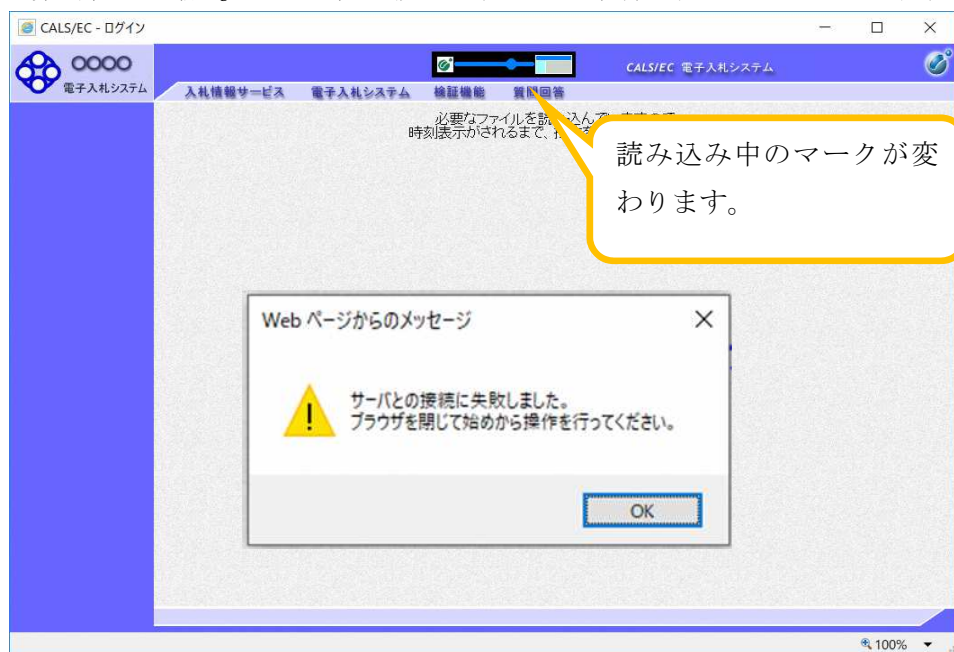 CALS/EC - ログイン
〇〇〇〇
電子入札システム
CALS/EC 電子入札システム
入札情報サービス 電子入札システム 検証機能 質問回答
必要なファイルを読み込んで
時刻表示がされるまで、
読み込み中のマークが変
わります。
Web ページからのメッセージ
サーバとの接続に失敗しました。
ブラウザを閉じて始めから操作を行ってください。
OK
100%